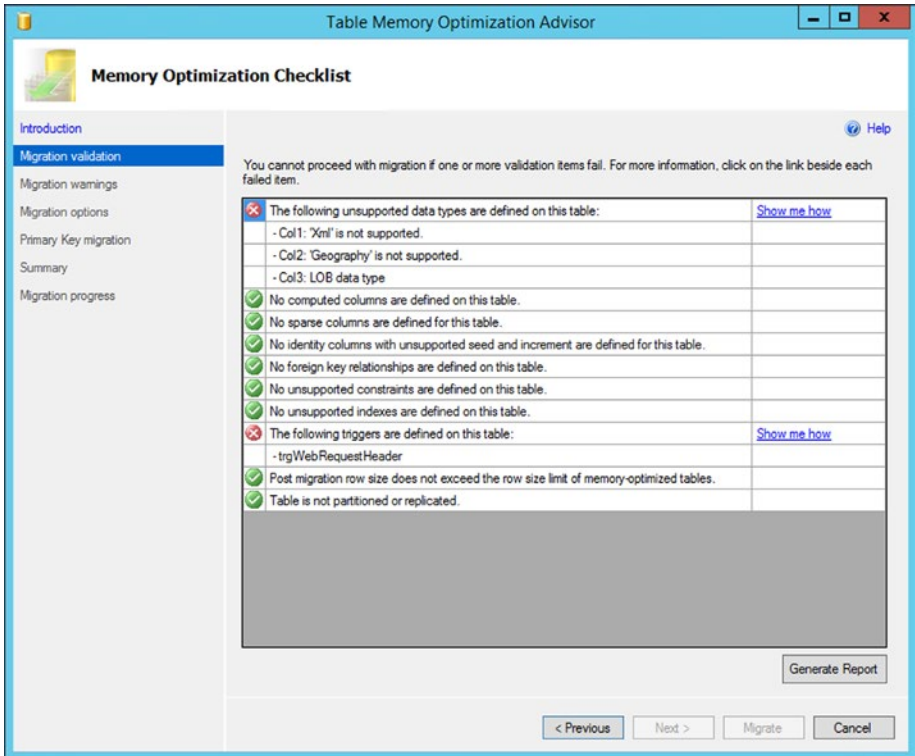 Table Memory Optimization Advisor
Memory Optimization Checklist
Introduction
Migration validation
Migration warnings
Migration options
Primary Key migration
Summary
Migration progress
Help
You cannot proceed with migration if one or more validation items fail. For more information, click on the link beside each
failed item.
The following unsupported data types are defined on this table: Show me how
- Col1: 'Xml' is not supported.
- Col2: 'Geography' is not supported.
- Col3: LOB data type
No computed columns are defined on this table.
No sparse columns are defined for this table.
No identity columns with unsupported seed and increment are defined for this table.
No foreign key relationships are defined on this table.
No unsupported constraints are defined on this table.
No unsupported indexes are defined on this table.
The following triggers are defined on this table: Show me how
- trgWebRequestHeader
Post migration row size does not exceed the row size limit of memory-optimized tables.
Table is not partitioned or replicated.
Generate Report
< Previous Next > Migrate Cancel